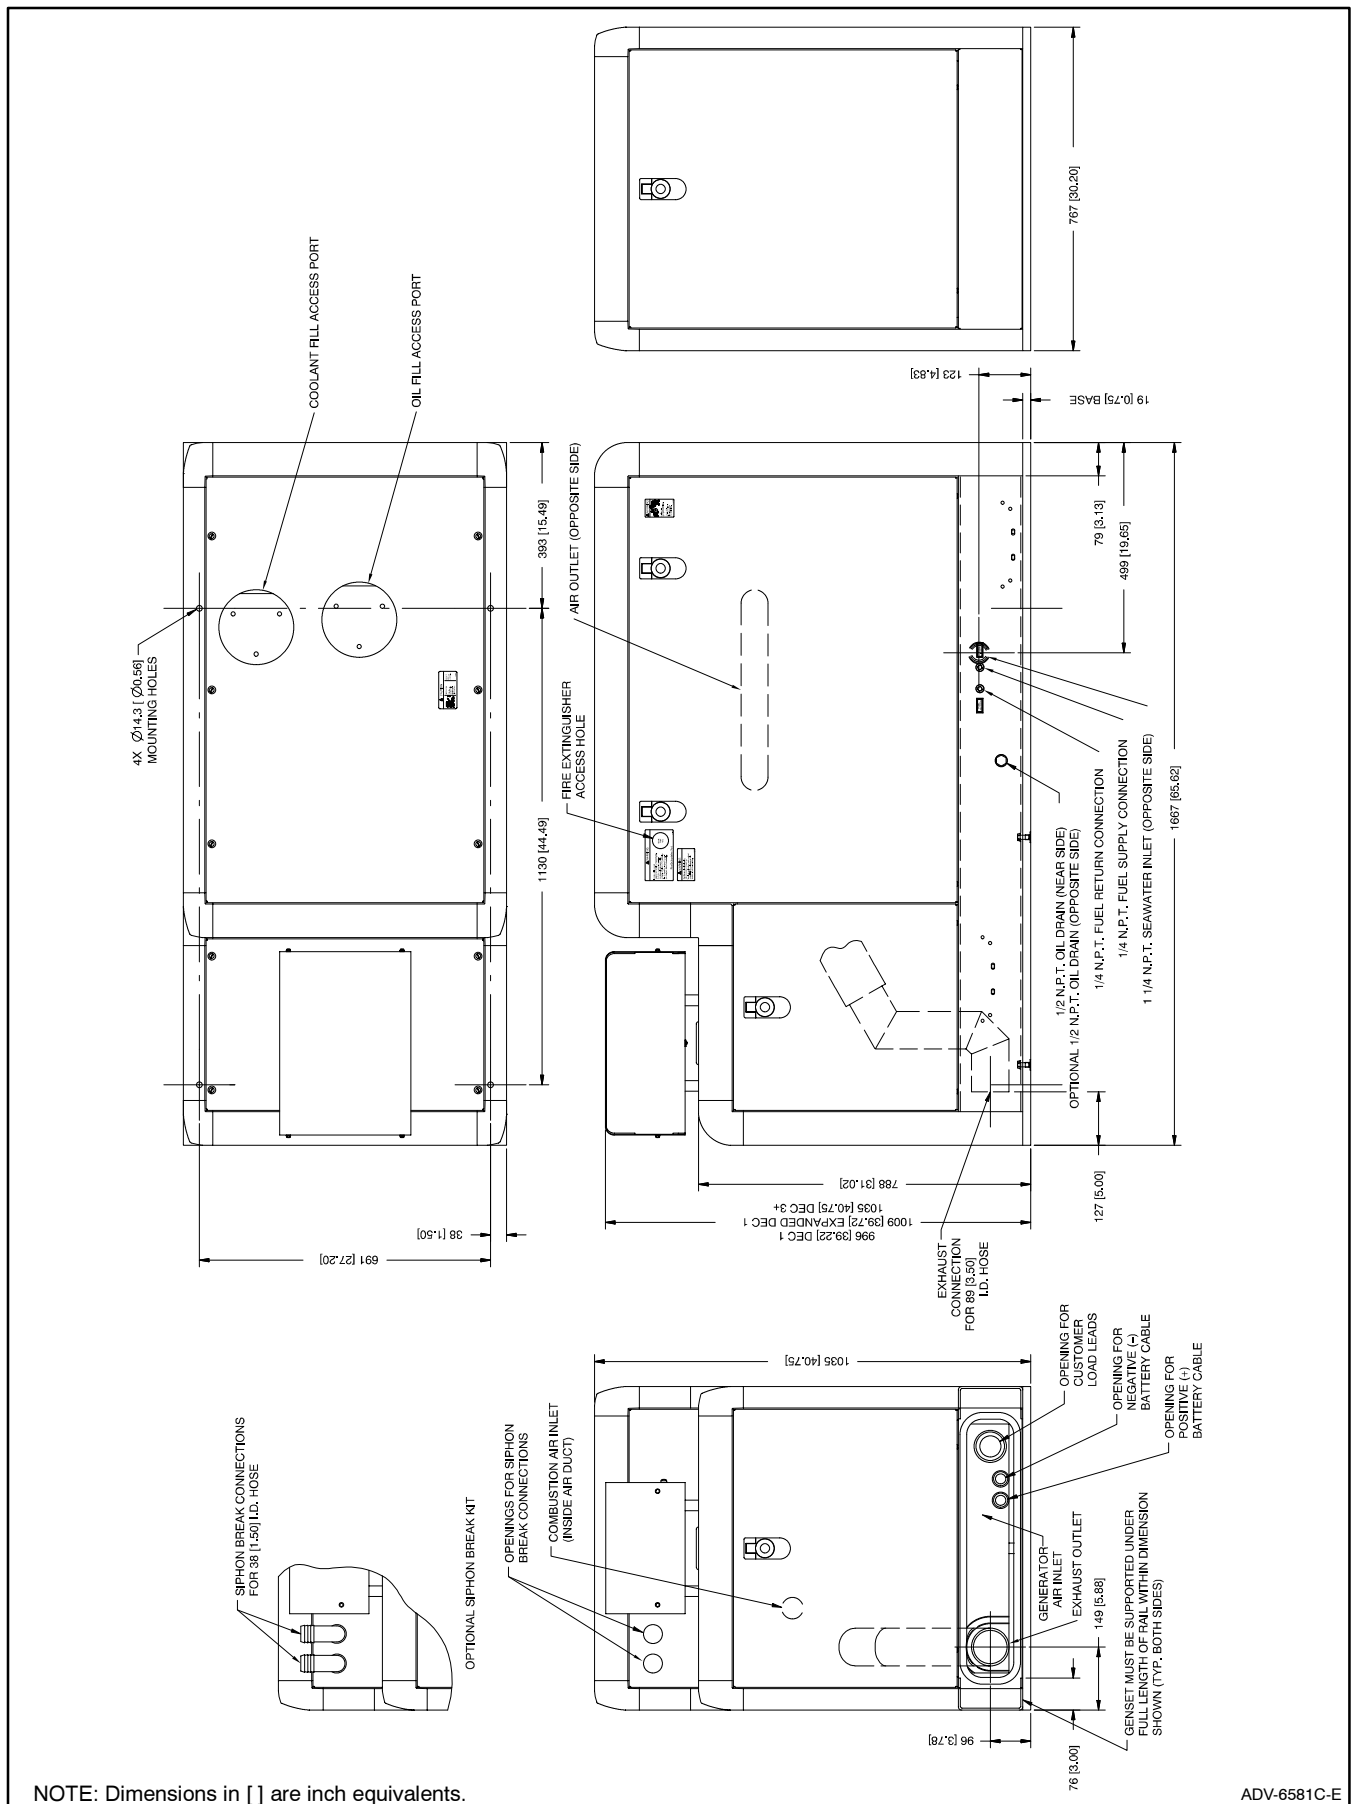 767 [30.20]
COOLANT FILL ACCESS PORT
OIL FILL ACCESS PORT
4X Ø14.3 [Ø0.56]
MOUNTING HOLES
393 [15.49]
1130 [44.49]
38 [1.50]
691 [27.20]
AIR OUTLET (OPPOSITE SIDE)
FIRE EXTINGUISHER
ACCESS HOLE
123 [4.83]
19 [0.75] BASE
79 [3.13]
499 [19.65]
1667 [65.62]
1/2 N.P.T. OIL DRAIN (NEAR SIDE)
OPTIONAL 1/2 N.P.T. OIL DRAIN (OPPOSITE SIDE)
1/4 N.P.T. FUEL RETURN CONNECTION
1/4 N.P.T. FUEL SUPPLY CONNECTION
1 1/4 N.P.T. SEAWATER INLET (OPPOSITE SIDE)
127 [5.00]
788 [31.02]
996 [39.22] DEC 1
1009 [39.72] EXPANDED DEC 1
1035 [40.75] DEC 3+
EXHAUST
CONNECTION
FOR 89 [3.50]
I.D. HOSE
SIPHON BREAK CONNECTIONS
FOR 38 [1.50] I.D. HOSE
OPTIONAL SIPHON BREAK KIT
OPENINGS FOR SIPHON
BREAK CONNECTIONS
COMBUSTION AIR INLET
(INSIDE AIR DUCT)
1035 [40.75]
OPENING FOR
CUSTOMER
LOAD LEADS
OPENING FOR
NEGATIVE (-)
BATTERY CABLE
OPENING FOR
POSITIVE (+)
BATTERY CABLE
GENERATOR
AIR INLET
EXHAUST OUTLET
149 [5.88]
GENSET MUST BE SUPPORTED UNDER
FULL LENGTH OF RAIL WITHIN DIMENSION
SHOWN (TYP. BOTH SIDES)
96 [3.78]
76 [3.00]
NOTE: Dimensions in [ ] are inch equivalents.
ADV-6581C-E